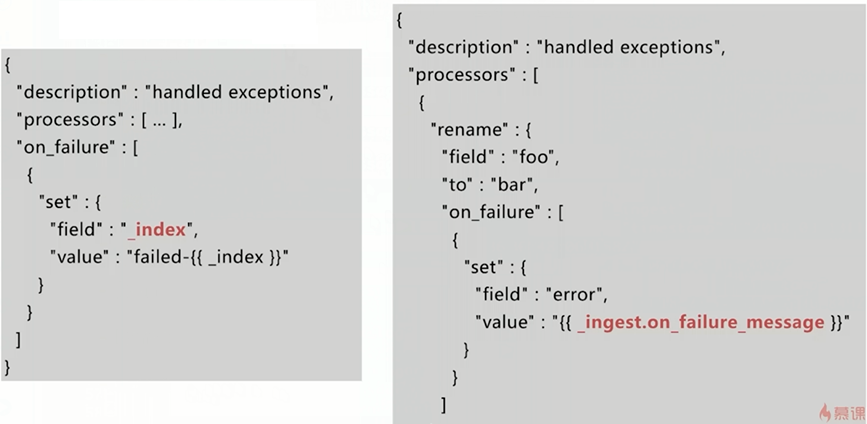 {
"description" : "handled exceptions",
"processors" : [ ... ],
"on_failure" : [
{
"set" : {
"field" : "_index",
"value" : "failed-{{ _index }}"
}
}
]
}
{
"description" : "handled exceptions",
"processors" : [
{
"rename" : {
"field" : "foo",
"to" : "bar",
"on_failure" : [
{
"set" : {
"field" : "error",
"value" : "{{ _ingest.on_failure_message }}"
}
}
]
慕课